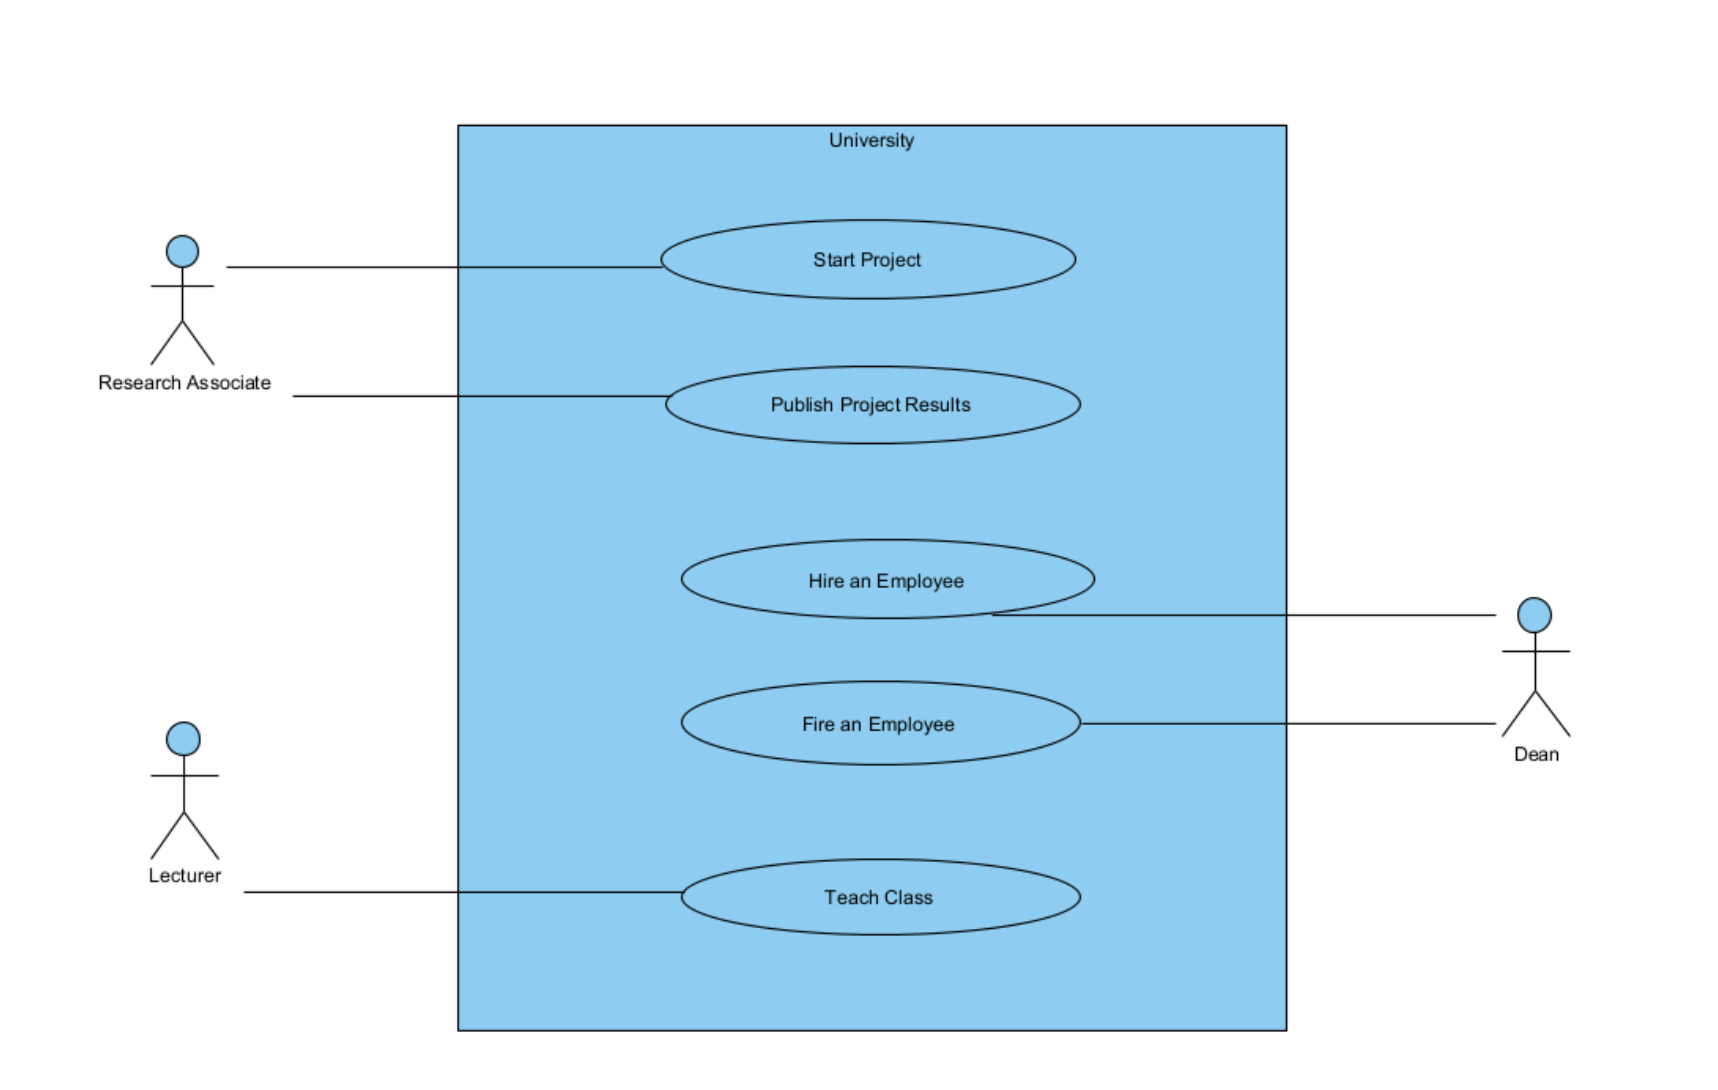 University
Start Project
Research Associate
Publish Project Results
Hire an Employee
Fire an Employee
Dean
Lecturer
Teach Class